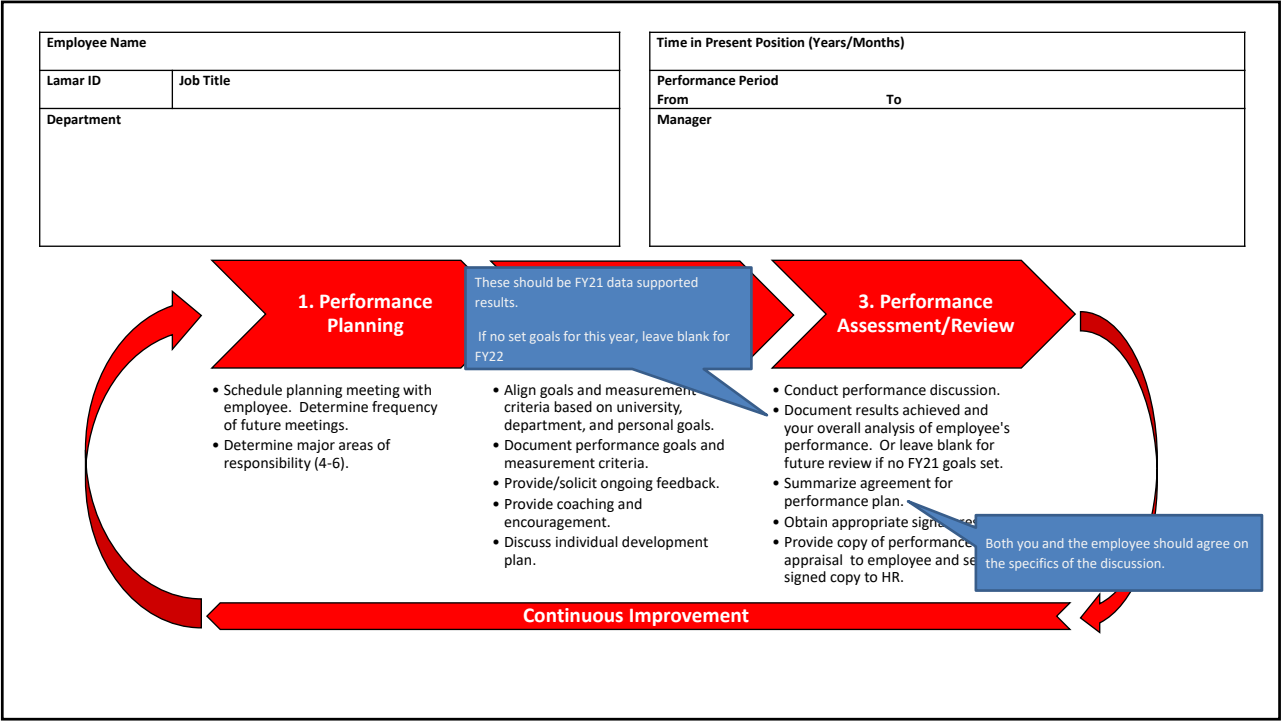 Employee Name
Lamar ID
Job Title
Department
Time in Present Position (Years/Months)
Performance Period
From To
Manager
1. Performance
Planning
These should be FY21 data supported
results.
If no set goals for this year, leave blank for
FY22
3. Performance
Assessment/Review
• Schedule planning meeting with
employee. Determine frequency
of future meetings.
• Determine major areas of
responsibility (4-6).
• Align goals and measurement
criteria based on university,
department, and personal goals.
• Document performance goals and
measurement criteria.
• Provide/solicit ongoing feedback.
• Provide coaching and
encouragement.
• Discuss individual development
plan.
• Conduct performance discussion.
• Document results achieved and
your overall analysis of employee's
performance. Or leave blank for
future review if no FY21 goals set.
• Summarize agreement for
performance plan.
• Obtain appropriate
• Provide copy of performance
appraisal to employee and
signed copy to HR.
Both you and the employee should agree on
the specifics of the discussion.
Continuous Improvement